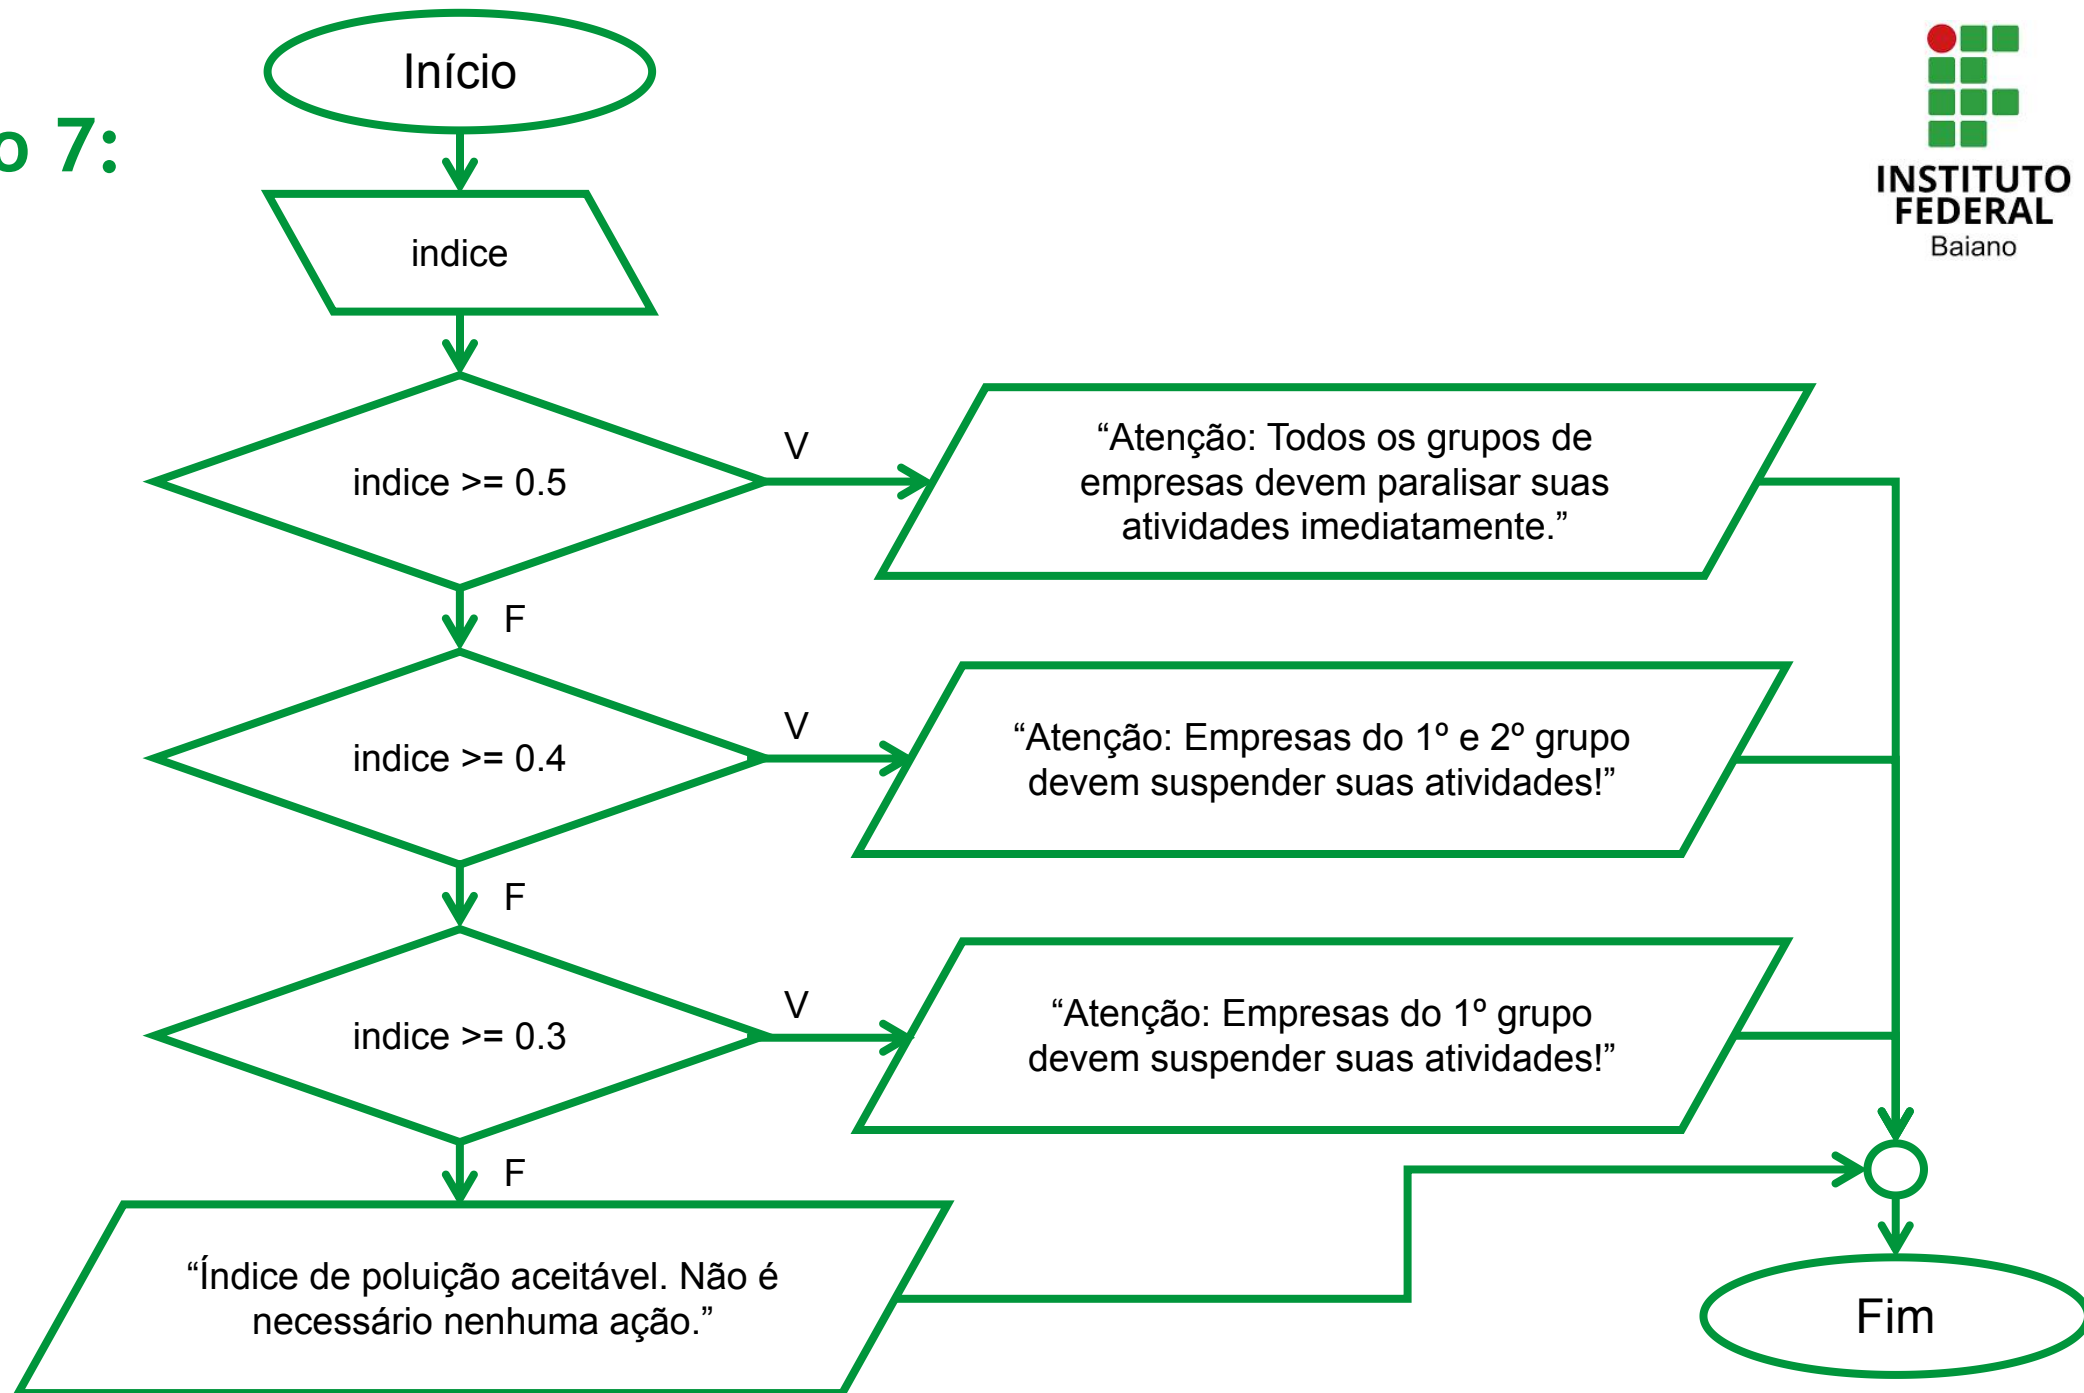 o 7:
Início
INSTITUTO
FEDERAL
Baiano
indice
indice >= 0.5
V
“Atenção: Todos os grupos de
empresas devem paralisar suas
atividades imediatamente.”
F
indice >= 0.4
V
“Atenção: Empresas do 1º e 2º grupo
devem suspender suas atividades!”
F
indice >= 0.3
V
“Atenção: Empresas do 1º grupo
devem suspender suas atividades!”
F
“Índice de poluição aceitável. Não é
necessário nenhuma ação.”
Fim